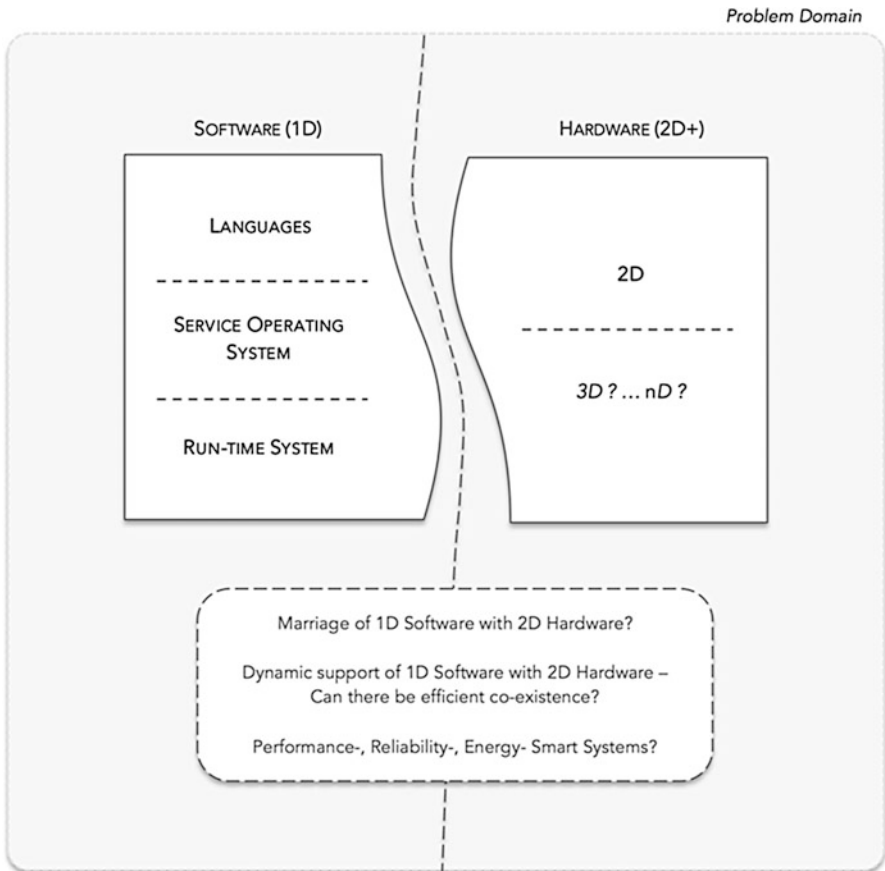 Problem Domain
SOFTWARE (1D)
HARDWARE (2D+)
LANGUAGES
SERVICE OPERATING
SYSTEM
RUN-TIME SYSTEM
2D
3D ? ... nD ?
Marriage of 1D Software with 2D Hardware?
Dynamic support of 1D Software with 2D Hardware –
Can there be efficient co-existence?
Performance-, Reliability-, Energy- Smart Systems?